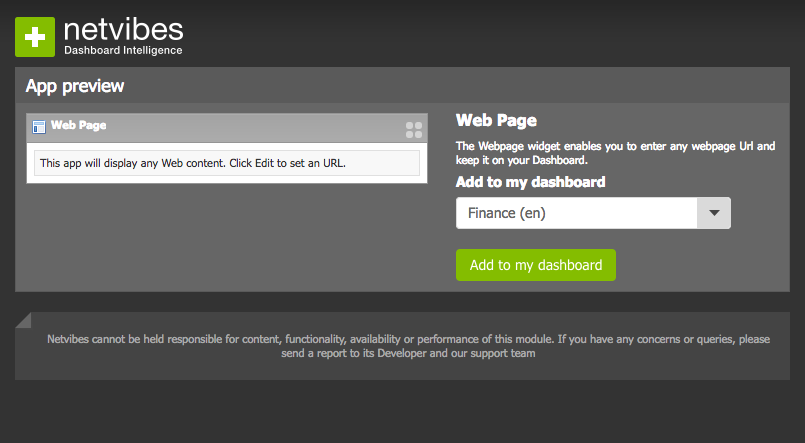 netvibes
Dashboard Intelligence
App preview
Web Page
This app will display any Web content. Click Edit to set an URL.
Web Page
The Webpage widget enables you to enter any webpage Url and
keep it on your Dashboard.
Add to my dashboard
Finance (en)
Add to my dashboard
Netvibes cannot be held responsible for content, functionality, availability or performance of this module. If you have any concerns or queries, please
send a report to its Developer and our support team